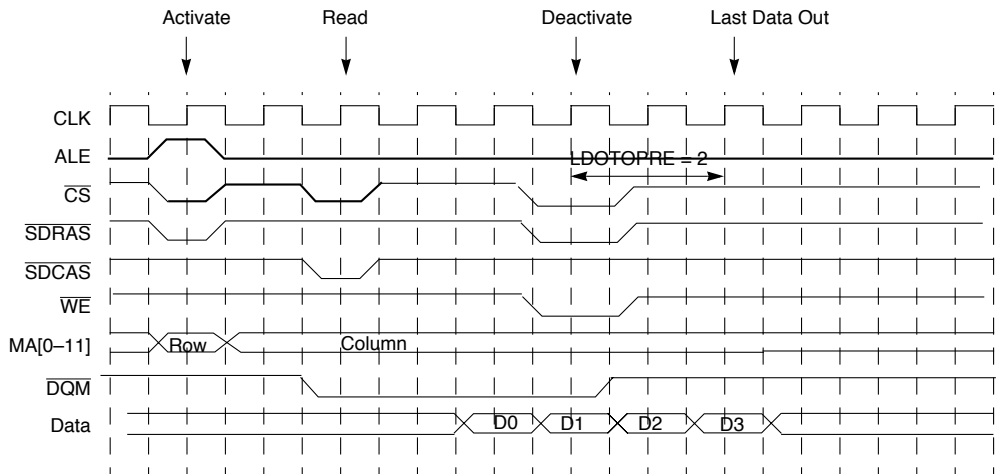 Activate Read Deactivate Last Data Out
CLK
ALE
LDOTOPRE = 2
CS
SDRAS
SDCAS
WE
MA[0–11] Row Column
DQM
Data D0 D1 D2 D3